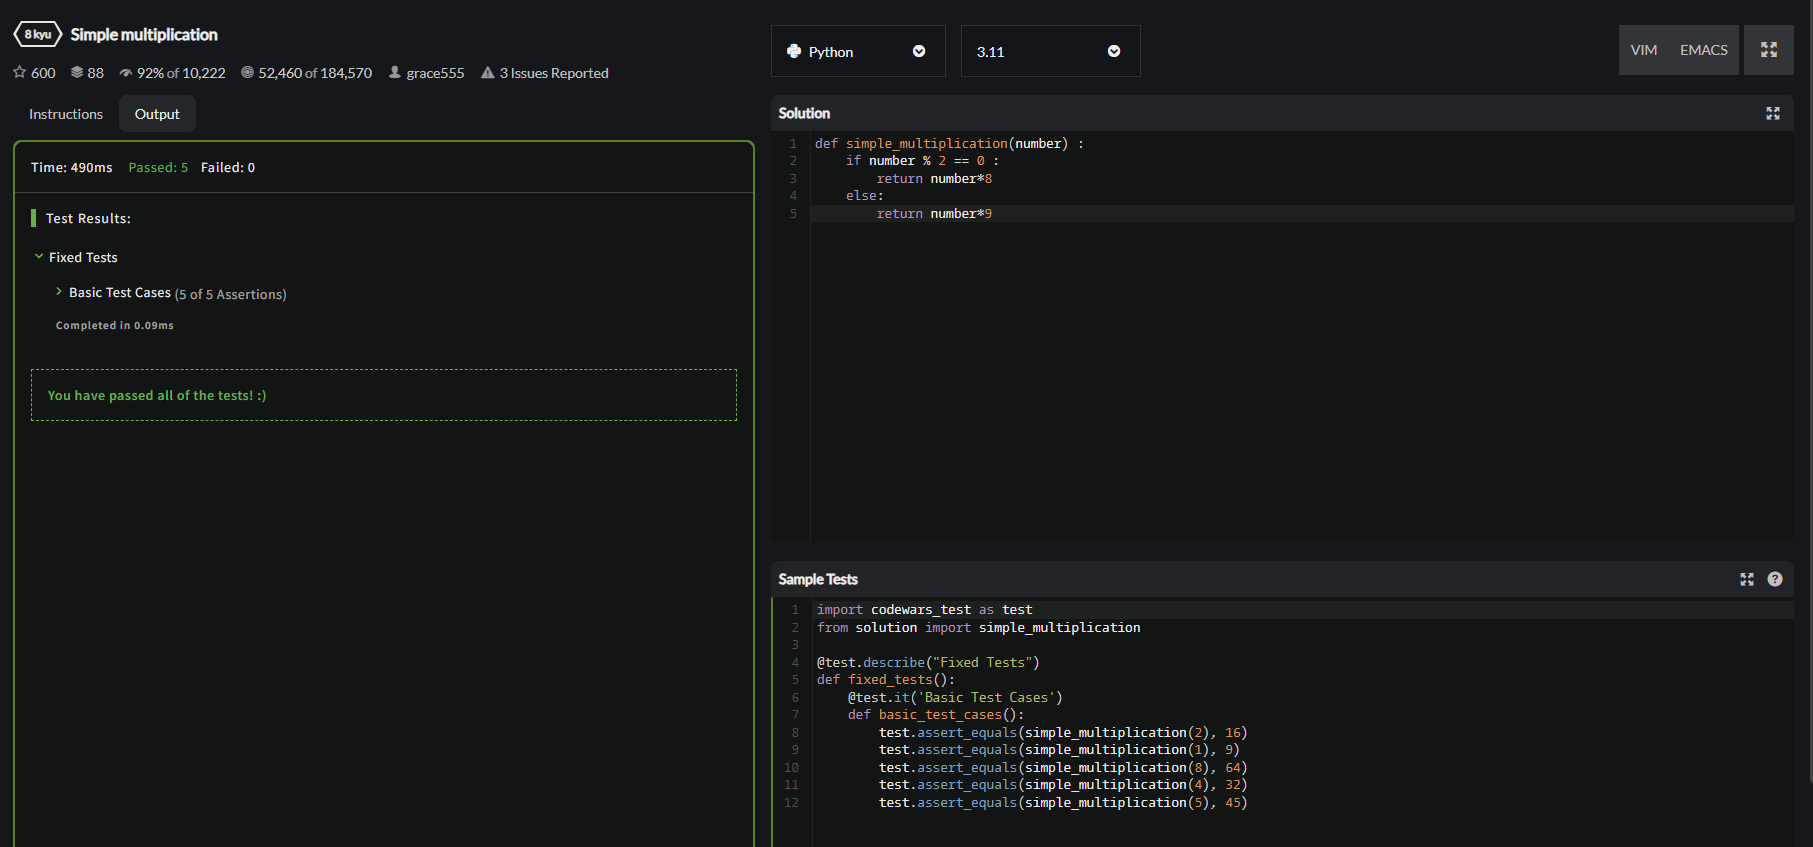 8 kyu Simple multiplication
600 88 92% of 10,222 52,460 of 184,570 grace555 3 Issues Reported
Instructions Output
Time: 490ms Passed: 5 Failed: 0
Test Results:
Fixed Tests
Basic Test Cases (5 of 5 Assertions)
Completed in 0.09ms
You have passed all of the tests! :)
Python 3.11 VIM EMACS
Solution
1 def simple_multiplication(number) :
2     if number % 2 == 0 :
3         return number*8
4     else:
5         return number*9
Sample Tests ?
1 import codewars_test as test
2 from solution import simple_multiplication
3
4 @test.describe("Fixed Tests")
5 def fixed_tests():
6     @test.it('Basic Test Cases')
7     def basic_test_cases():
8         test.assert_equals(simple_multiplication(2), 16)
9         test.assert_equals(simple_multiplication(1), 9)
10         test.assert_equals(simple_multiplication(8), 64)
11         test.assert_equals(simple_multiplication(4), 32)
12         test.assert_equals(simple_multiplication(5), 45)